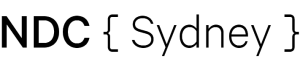 NDC { Sydney }